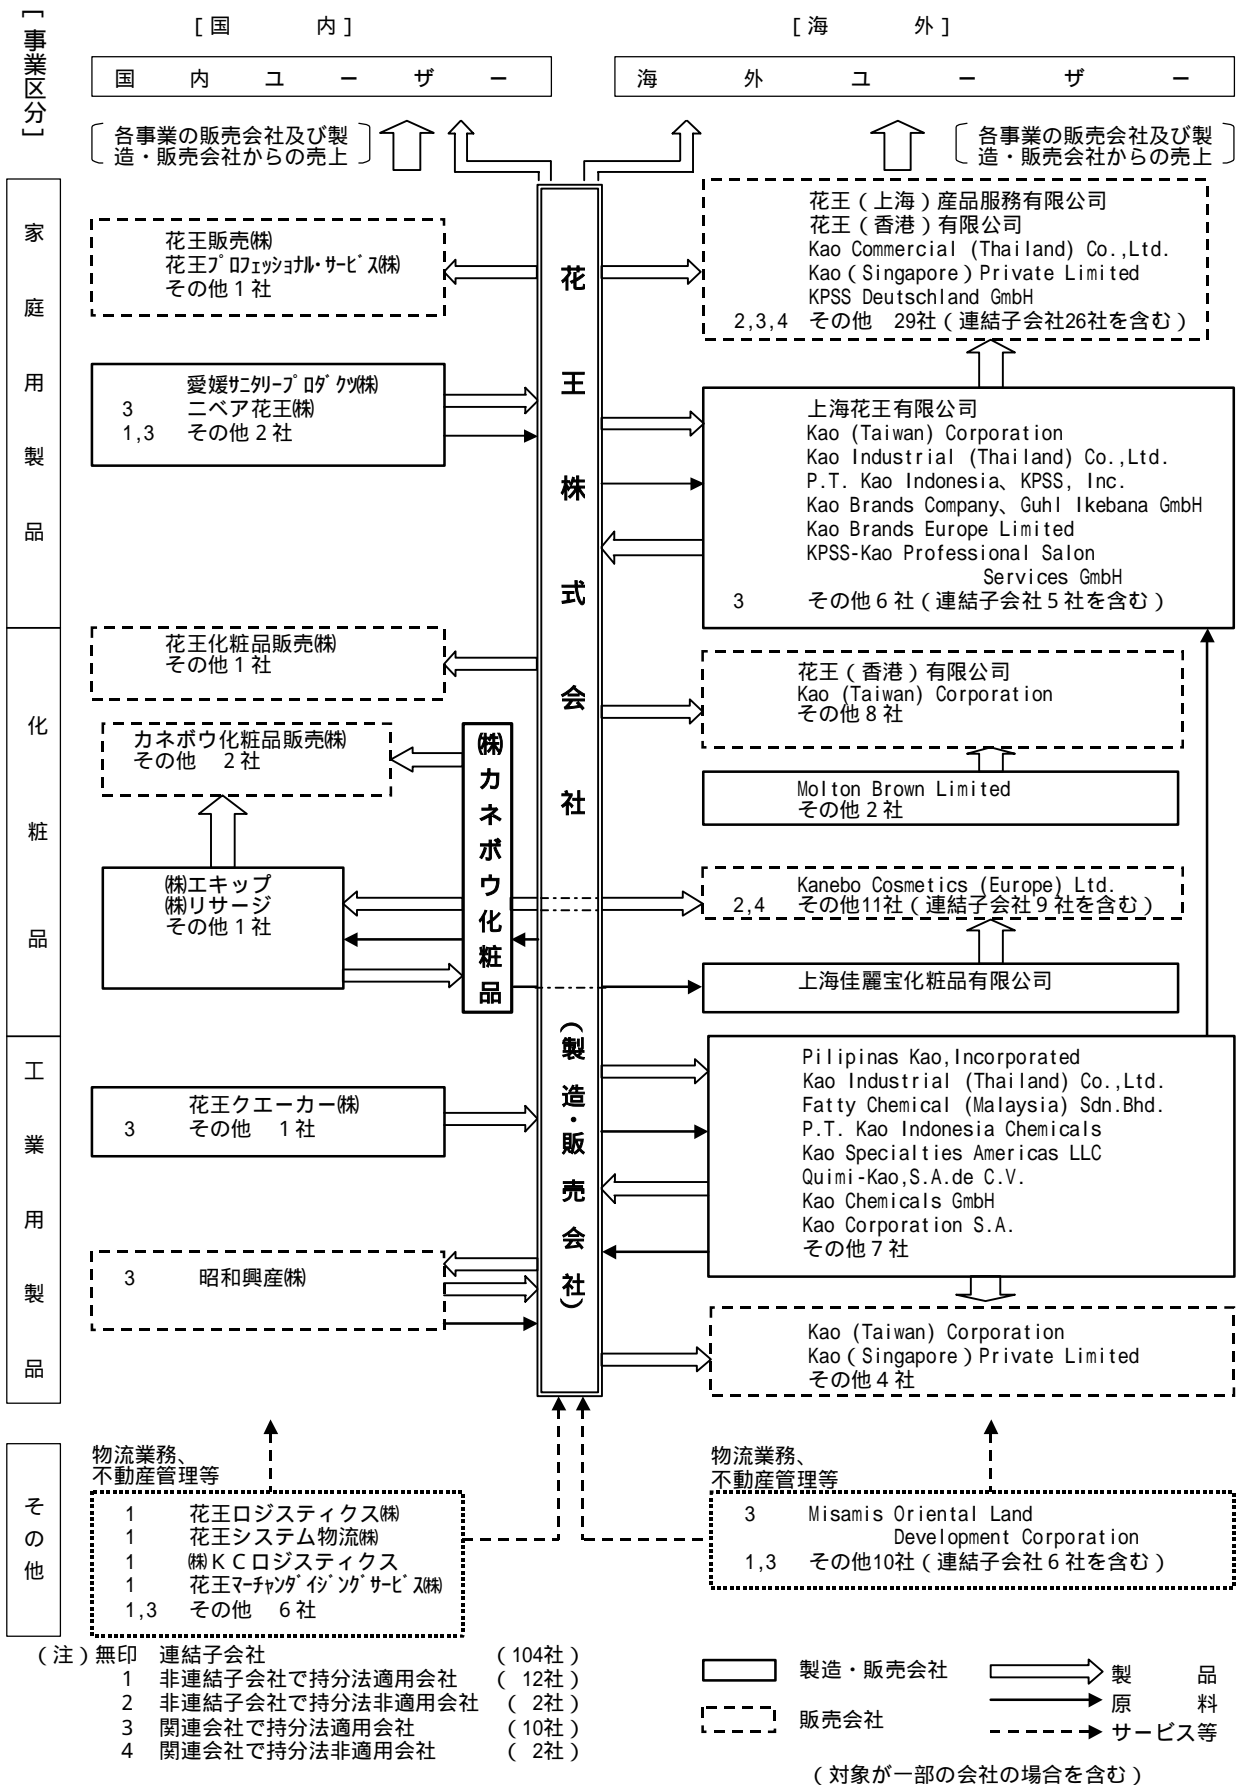 [事業区分]
[国　　内]
[海　　外]
国内ユーザー
海外ユーザー
各事業の販売会社及び製
造・販売会社からの売上
各事業の販売会社及び製
造・販売会社からの売上
家庭用製品
花王販売㈱
花王プロフェッショナル・サービス㈱
その他1社
花王（上海）産品服務有限公司
花王（香港）有限公司
Kao Commercial (Thailand) Co.,Ltd.
Kao（Singapore）Private Limited
KPSS Deutschland GmbH
2,3,4 その他 29社（連結子会社26社を含む）
愛媛サニタリープロダクツ㈱
3 ニベア花王㈱
1,3 その他2社
上海花王有限公司
Kao (Taiwan) Corporation
Kao Industrial (Thailand) Co.,Ltd.
P.T. Kao Indonesia、KPSS, Inc.
Kao Brands Company、Guhl Ikebana GmbH
Kao Brands Europe Limited
KPSS-Kao Professional Salon
Services GmbH
3 その他6社（連結子会社5社を含む）
花王株式会社（製造・販売会社）
化粧品
花王化粧品販売㈱
その他1社
花王（香港）有限公司
Kao (Taiwan) Corporation
その他8社
カネボウ化粧品販売㈱
その他 2社
㈱カネボウ化粧品
Molton Brown Limited
その他2社
㈱エキップ
㈱リサージ
その他1社
Kanebo Cosmetics (Europe) Ltd.
2,4 その他11社（連結子会社9社を含む）
上海佳麗宝化粧品有限公司
工業用製品
花王クエーカー㈱
3 その他 1社
Pilipinas Kao,Incorporated
Kao Industrial (Thailand) Co.,Ltd.
Fatty Chemical (Malaysia) Sdn.Bhd.
P.T. Kao Indonesia Chemicals
Kao Specialties Americas LLC
Quimi-Kao,S.A.de C.V.
Kao Chemicals GmbH
Kao Corporation S.A.
その他7社
3 昭和興産㈱
Kao (Taiwan) Corporation
Kao（Singapore）Private Limited
その他4社
その他
物流業務、
不動産管理等
1 花王ロジスティクス㈱
1 花王システム物流㈱
1 ㈱KCロジスティクス
1 花王マーチャンダイジングサービス㈱
1,3 その他 6社
物流業務、
不動産管理等
3 Misamis Oriental Land
Development Corporation
1,3 その他10社（連結子会社6社を含む）
（注）無印 連結子会社 （104社）
1 非連結子会社で持分法適用会社 （12社）
2 非連結子会社で持分法非適用会社 （2社）
3 関連会社で持分法適用会社 （10社）
4 関連会社で持分法非適用会社 （2社）
製造・販売会社
販売会社
製　　品
原　　料
サービス等
（対象が一部の会社の場合を含む）